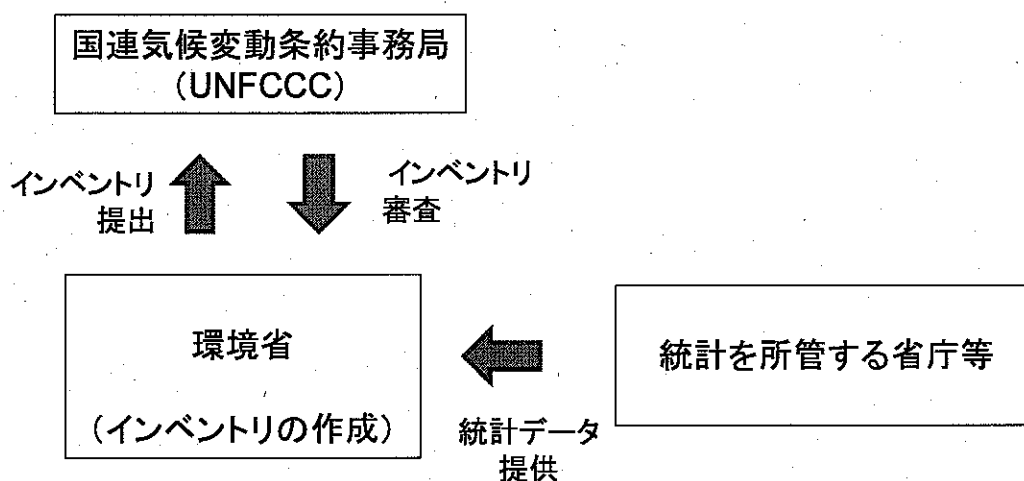 国連気候変動条約事務局
（UNFCCC）
インベントリ
提出
インベントリ
審査
環境省
（インベントリの作成）
統計を所管する省庁等
統計データ
提供